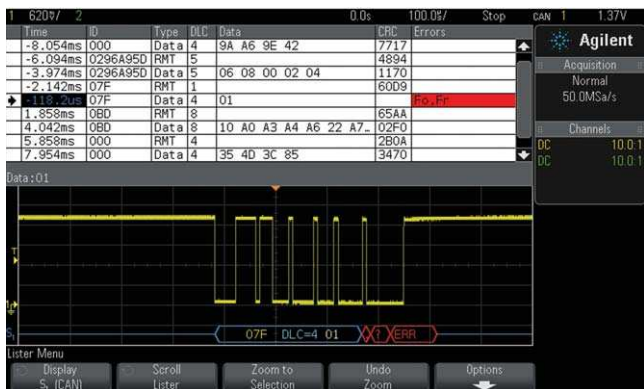 1 620▽/ 2 0.0s 100.0▽/ Stop CAN 1 1.37V
Time ID Type DLC Data CRC Errors
-8.054ms 000 Data 4 9A A6 9E 42 7717
-6.094ms 0296A95D RMT 5 4894
-3.974ms 0296A95D Data 5 06 08 00 02 04 1170
-2.142ms 07F RMT 1 60D9
-118.2us 07F Data 4 01 Fo,Fr
1.858ms 0BD RMT 8 65AA
4.042ms 0BD Data 8 10 A0 A3 A4 A6 22 A7… 02F0
5.858ms 000 RMT 4 2B0A
7.954ms 000 Data 4 35 4D 3C 85 3470
Agilent
Acquisition
Normal
50.0MSa/s
Channels
DC 10.0:1
DC 10.0:1
Data:01
T
S₁ 07F DLC=4 01 ? ERR
Lister Menu
Display
S₁ (CAN)
Scroll
Lister
Zoom to
Selection
Undo
Zoom
Options